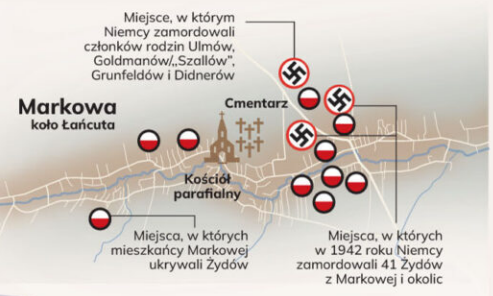 Miejsce, w którym
Niemcy zamordowali
członków rodzin Ulmów,
Goldmanów/„Szallów”,
Grunfeldów i Didnerów
Markowa
koło Łańcuta
Cmentarz
Kościół
parafialny
Miejsca, w których
mieszkańcy Markowej
ukrywali Żydów
Miejsca, w których
w 1942 roku Niemcy
zamordowali 41 Żydów
z Markowej i okolic